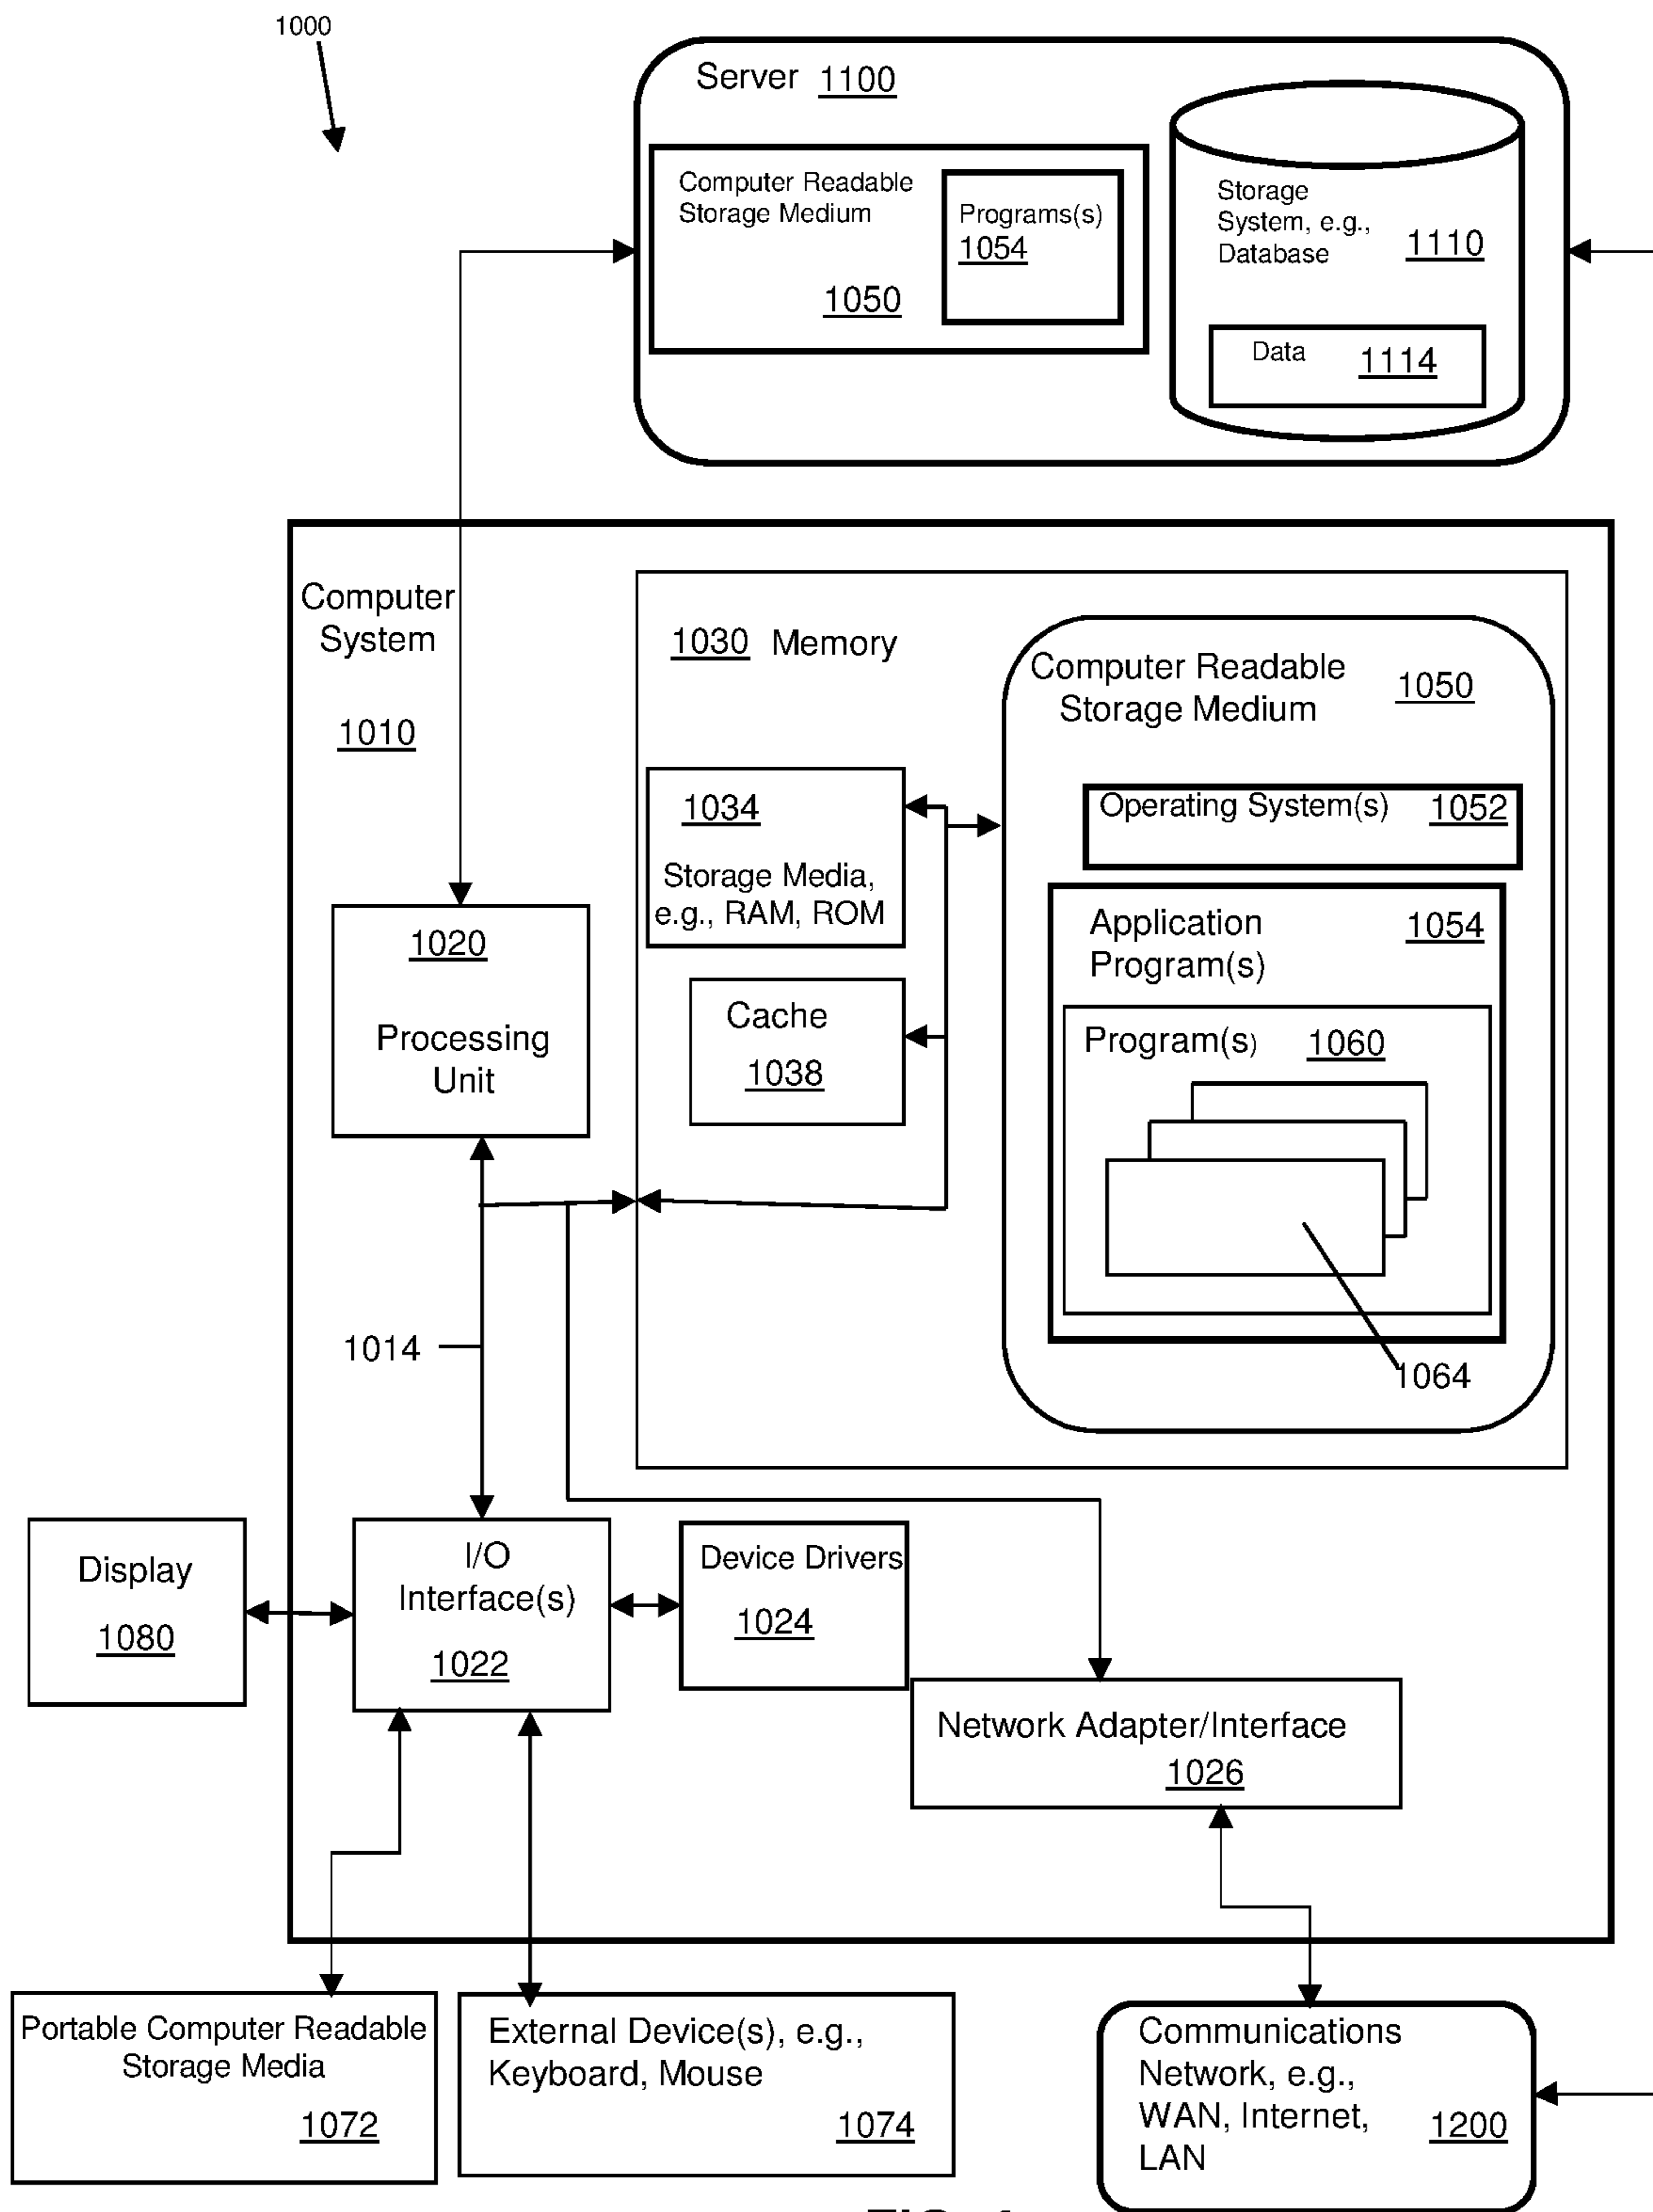 1000
Server 1100
Computer Readable
Storage Medium
1050
Programs(s)
1054
Storage
System, e.g.,
Database
1110
Data 1114
Computer
System
1010
1030 Memory
Computer Readable
Storage Medium
1050
1034
Storage Media,
e.g., RAM, ROM
Operating System(s) 1052
1020
Processing
Unit
Cache
1038
Application
Program(s)
1054
Program(s) 1060
1014
1064
Display
1080
I/O
Interface(s)
1022
Device Drivers
1024
Network Adapter/Interface
1026
Portable Computer Readable
Storage Media
1072
External Device(s), e.g.,
Keyboard, Mouse
1074
Communications
Network, e.g.,
WAN, Internet,
LAN
1200